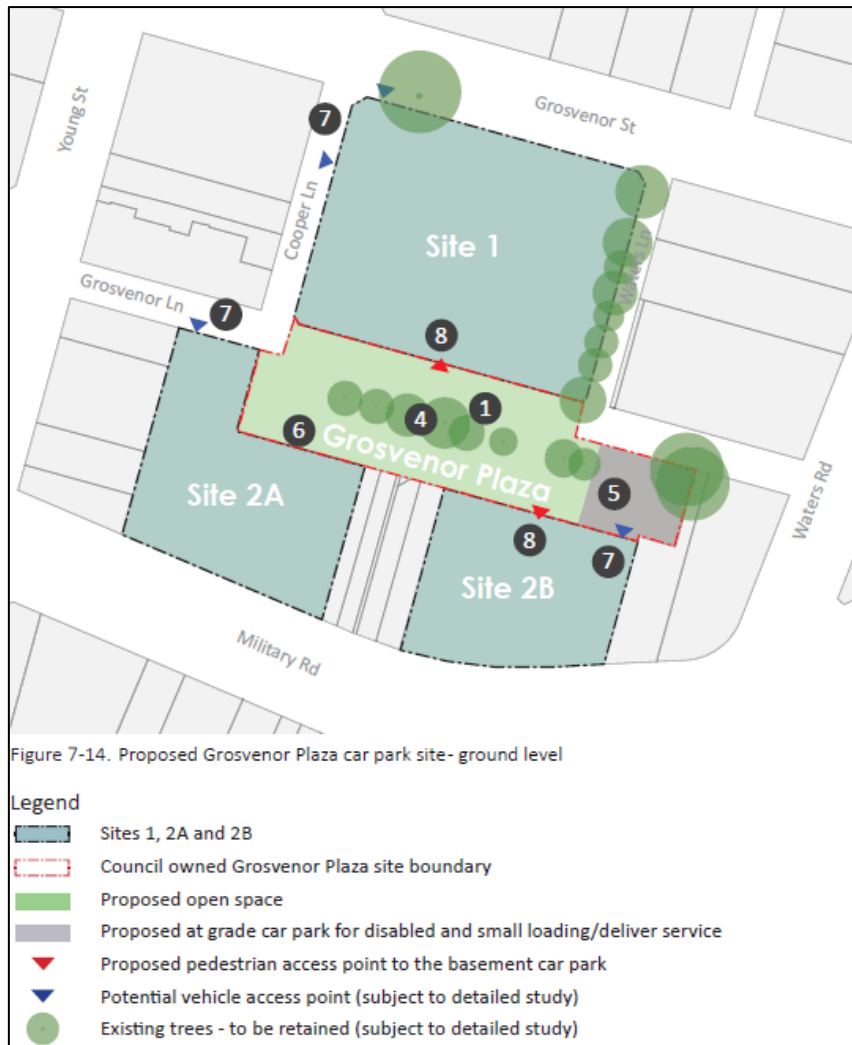 Grosvenor St
Young St
7
Cooper Ln
Site 1
Waters Ln
Grosvenor Ln
7
8
1
4
6
Grosvenor Plaza
5
Site 2A
8
7
Site 2B
Waters Rd
Military Rd
Figure 7-14. Proposed Grosvenor Plaza car park site- ground level
Legend
Sites 1, 2A and 2B
Council owned Grosvenor Plaza site boundary
Proposed open space
Proposed at grade car park for disabled and small loading/deliver service
Proposed pedestrian access point to the basement car park
Potential vehicle access point (subject to detailed study)
Existing trees - to be retained (subject to detailed study)